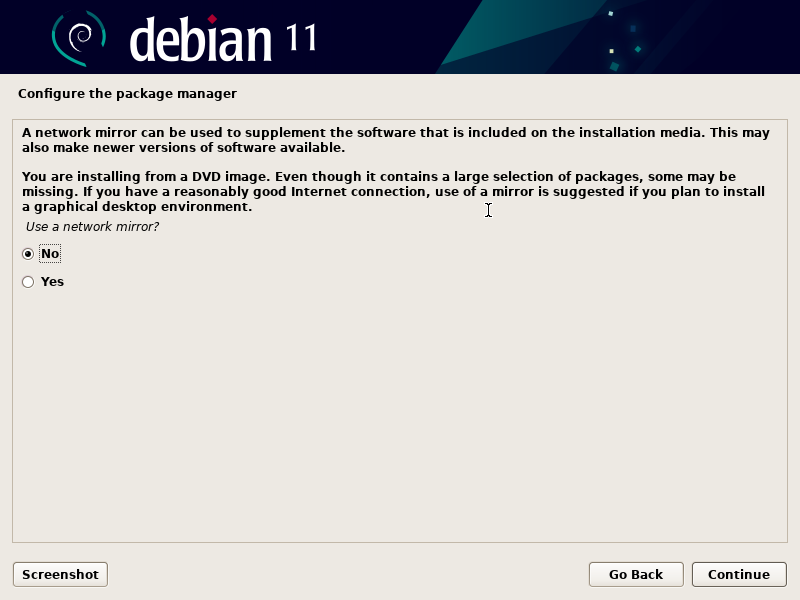 debian 11
Configure the package manager
A network mirror can be used to supplement the software that is included on the installation media. This may
also make newer versions of software available.
You are installing from a DVD image. Even though it contains a large selection of packages, some may be
missing. If you have a reasonably good Internet connection, use of a mirror is suggested if you plan to install
a graphical desktop environment.
Use a network mirror?
No
Yes
Screenshot
Go Back
Continue